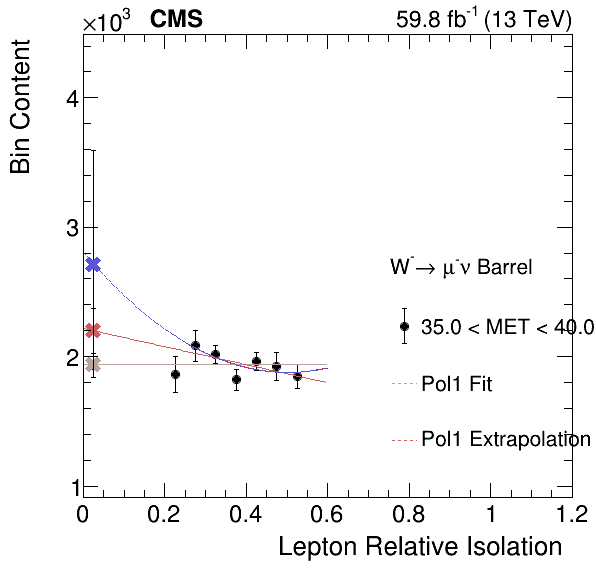 ×10³ CMS 59.8 fb⁻¹ (13 TeV)
Bin Content
4
3
2
1
W⁻→ μ⁻ν Barrel
35.0 < MET < 40.0
Pol1 Fit
Pol1 Extrapolation
0 0.2 0.4 0.6 0.8 1 1.2
Lepton Relative Isolation